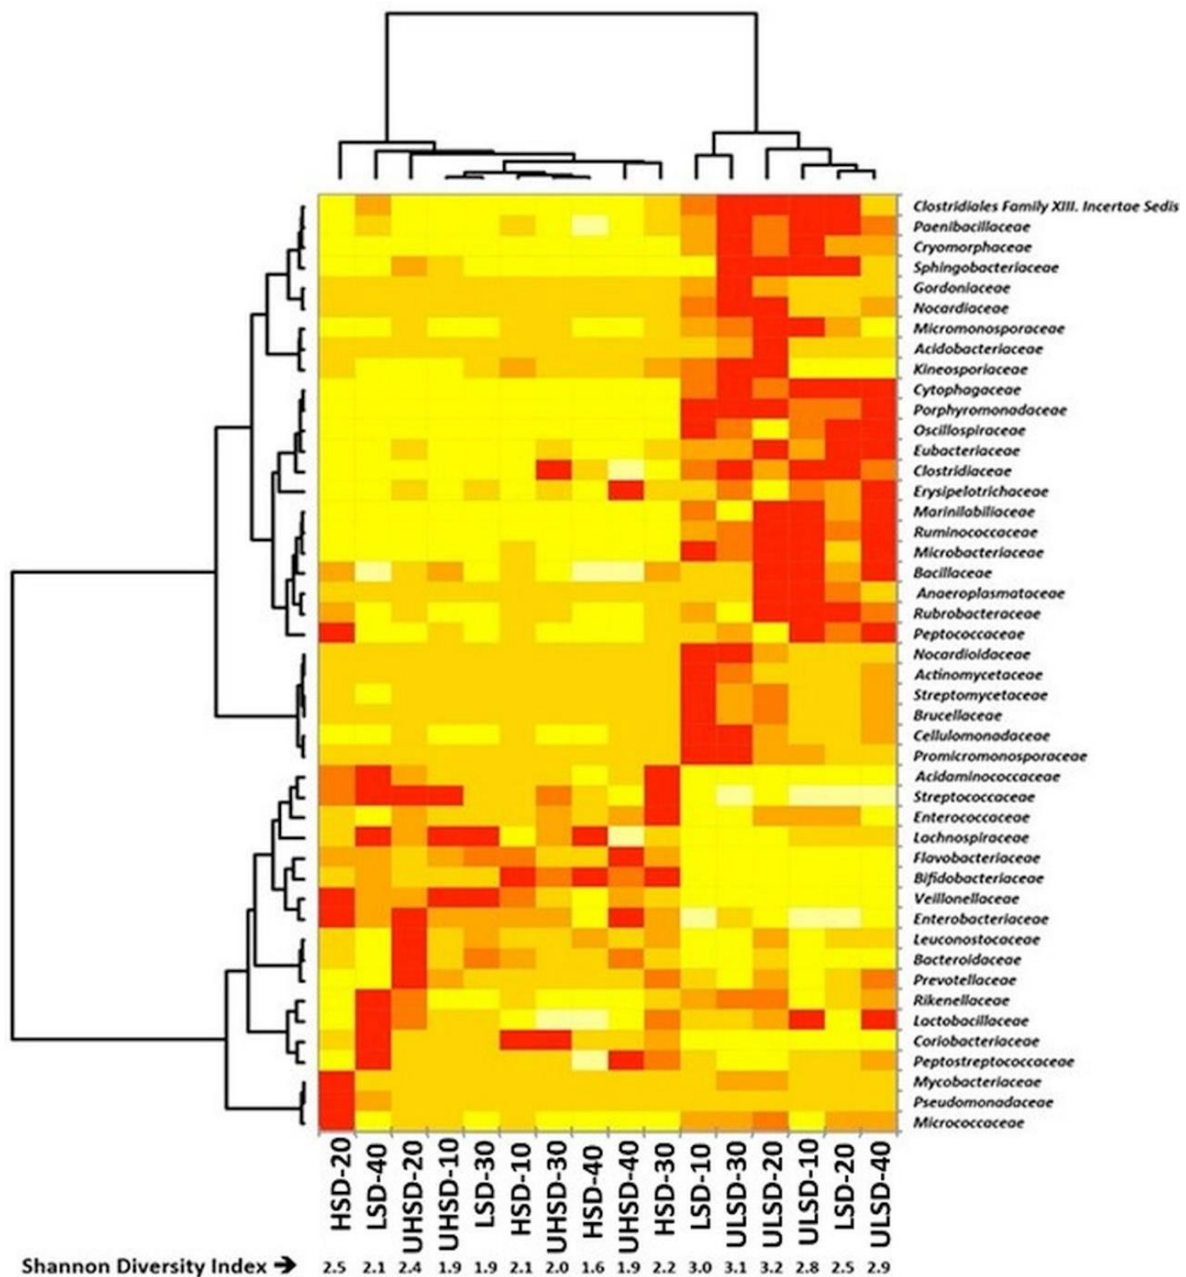 Clostridiales Family XIII. Incertae Sedis
Paenibacillaceae
Cryomorphaceae
Sphingobacteriaceae
Gordoniaceae
Nocardiaceae
Micromonosporaceae
Acidobacteriaceae
Kineosporiaceae
Cytophagaceae
Porphyromonadaceae
Oscillospiraceae
Eubacteriaceae
Clostridiaceae
Erysipelotrichaceae
Marinilabiliaceae
Ruminococcaceae
Microbacteriaceae
Bacillaceae
Anaeroplasmataceae
Rubrobacteraceae
Peptococcaceae
Nocardioidaceae
Actinomycetaceae
Streptomycetaceae
Brucellaceae
Cellulomonadaceae
Promicromonosporaceae
Acidaminococcaceae
Streptococcaceae
Enterococcaceae
Lachnospiraceae
Flavobacteriaceae
Bifidobacteriaceae
Veillonellaceae
Enterobacteriaceae
Leuconostocaceae
Bacteroidaceae
Prevotellaceae
Rikenellaceae
Lactobacillaceae
Coriobacteriaceae
Peptostreptococcaceae
Mycobacteriaceae
Pseudomonadaceae
Micrococcaceae
HSD-20
LSD-40
UHSD-20
UHSD-10
LSD-30
HSD-10
UHSD-30
HSD-40
UHSD-40
HSD-30
LSD-10
ULSD-30
ULSD-20
ULSD-10
LSD-20
ULSD-40
Shannon Diversity Index ➔ 2.5 2.1 2.4 1.9 1.9 2.1 2.0 1.6 1.9 2.2 3.0 3.1 3.2 2.8 2.5 2.9